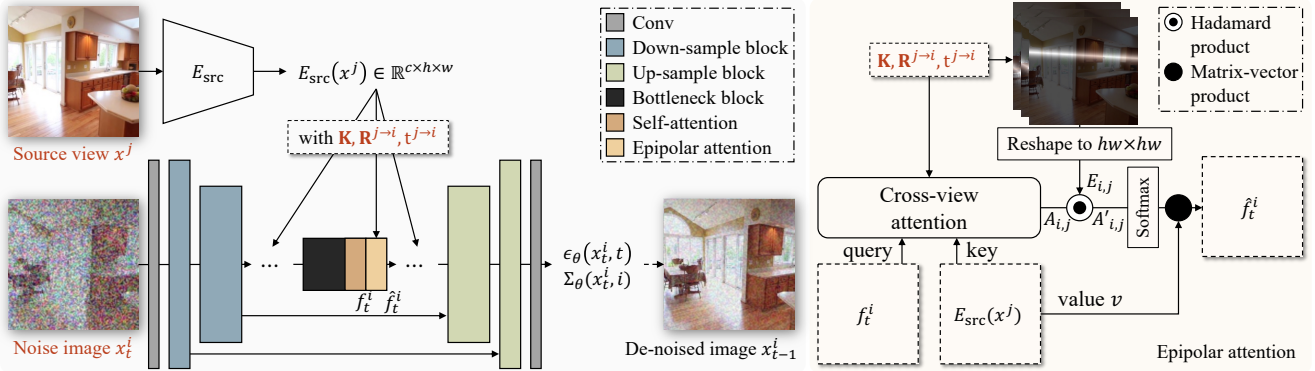 E_src
E_src(x^j) ∈ ℝ^{c×h×w}
Source view x^j
with K, R^{j→i}, t^{j→i}
Conv
Down-sample block
Up-sample block
Bottleneck block
Self-attention
Epipolar attention
...
...
f_t^i
f̂_t^i
ϵ_θ(x_t^i, t)
Σ_θ(x_t^i, i)
Noise image x_t^i
De-noised image x_{t−1}^i
K, R^{j→i}, t^{j→i}
Hadamard
product
Matrix-vector
product
Reshape to hw×hw
Cross-view
attention
E_{i,j}
A_{i,j}
A'_{i,j}
Softmax
f̂_t^i
query
key
f_t^i
E_src(x^j)
value v
Epipolar attention